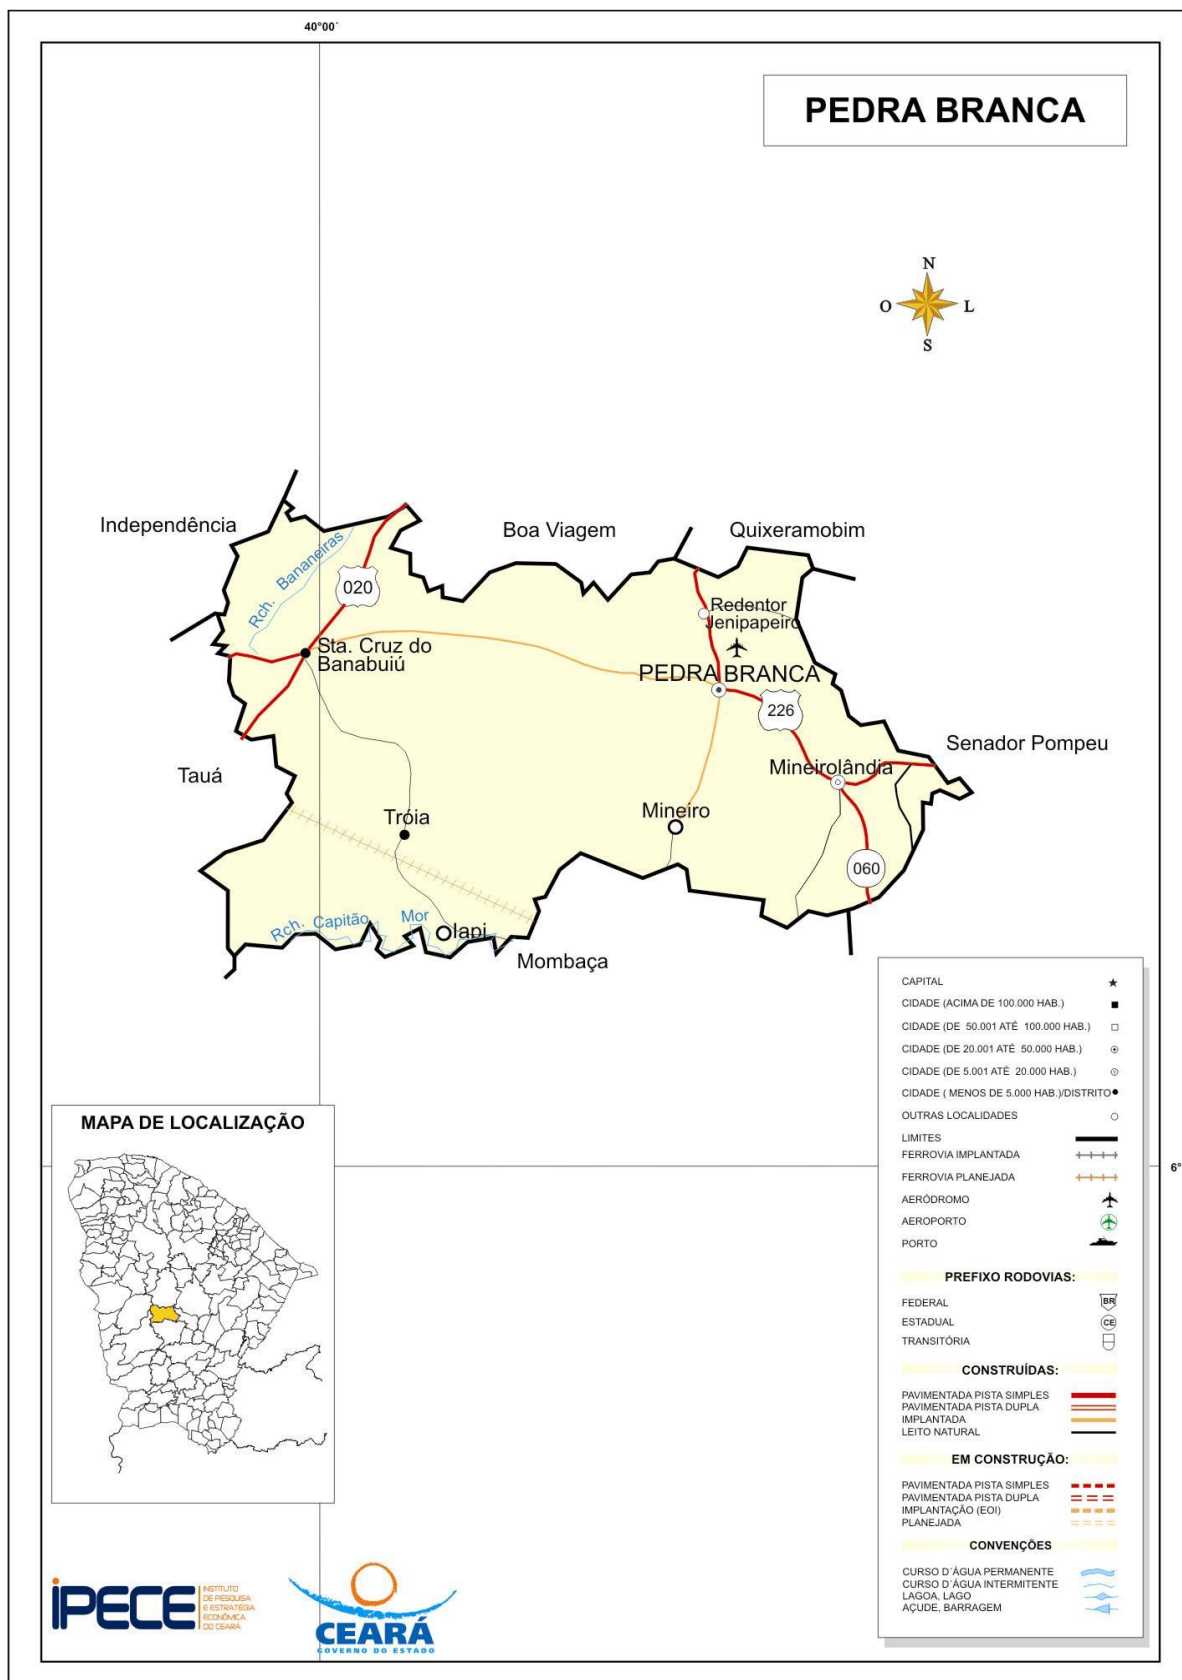 40°00´
PEDRA BRANCA
N
O
L
S
Independência
Boa Viagem
Quixeramobim
Rch. Bananeiras
020
Redentor
Jenipapeiro
Sta. Cruz do
Banabuiú
PEDRA BRANCA
226
Senador Pompeu
Mineirolândia
Tauá
Tróia
Mineiro
060
Rch. Capitão Mor
Iapi
Mombaça
CAPITAL
CIDADE (ACIMA DE 100.000 HAB.)
CIDADE (DE 50.001 ATÉ 100.000 HAB.)
CIDADE (DE 20.001 ATÉ 50.000 HAB.)
CIDADE (DE 5.001 ATÉ 20.000 HAB.)
CIDADE ( MENOS DE 5.000 HAB.)/DISTRITO
OUTRAS LOCALIDADES
LIMITES
FERROVIA IMPLANTADA
FERROVIA PLANEJADA
AERÓDROMO
AEROPORTO
PORTO
PREFIXO RODOVIAS:
FEDERAL BR
ESTADUAL CE
TRANSITÓRIA
CONSTRUÍDAS:
PAVIMENTADA PISTA SIMPLES
PAVIMENTADA PISTA DUPLA
IMPLANTADA
LEITO NATURAL
EM CONSTRUÇÃO:
PAVIMENTADA PISTA SIMPLES
PAVIMENTADA PISTA DUPLA
IMPLANTAÇÃO (EOI)
PLANEJADA
CONVENÇÕES
CURSO D´ÁGUA PERMANENTE
CURSO D´ÁGUA INTERMITENTE
LAGOA, LAGO
AÇUDE, BARRAGEM
6°
MAPA DE LOCALIZAÇÃO
iPECE
INSTITUTO
DE PESQUISA
E ESTRATÉGIA
ECONÔMICA
DO CEARÁ
CEARÁ
GOVERNO DO ESTADO